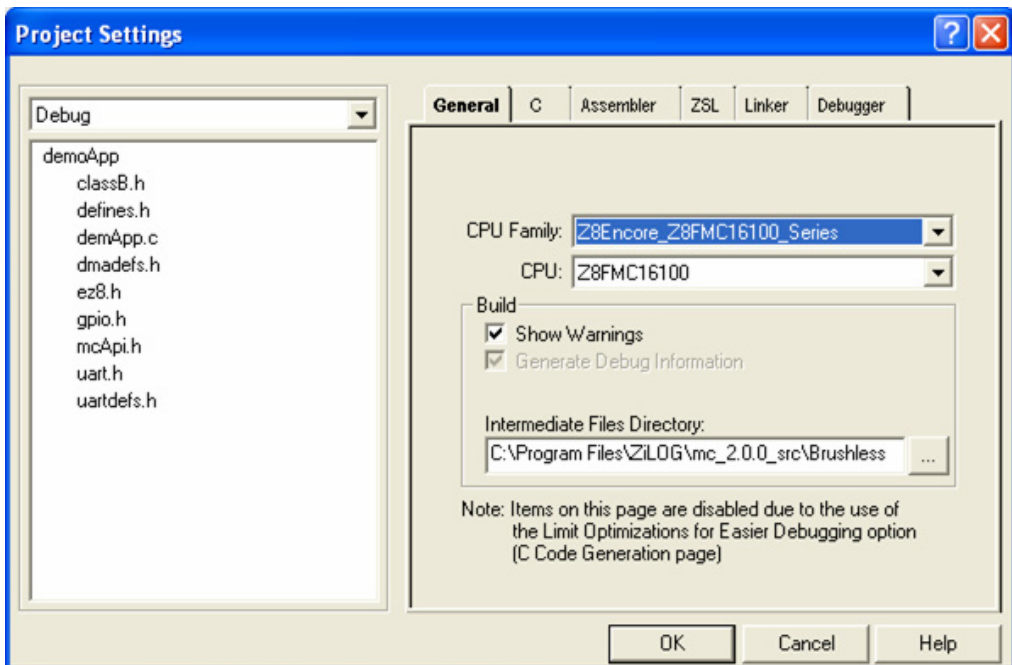 Project Settings
Debug
demoApp
classB.h
defines.h
demApp.c
dmadefs.h
ez8.h
gpio.h
mcApi.h
uart.h
uartdefs.h
General C Assembler ZSL Linker Debugger
CPU Family: Z8Encore_Z8FMC16100_Series
CPU: Z8FMC16100
Build
Show Warnings
Generate Debug Information
Intermediate Files Directory:
C:\Program Files\ZiLOG\mc_2.0.0_src\Brushless ...
Note: Items on this page are disabled due to the use of
the Limit Optimizations for Easier Debugging option
(C Code Generation page)
OK Cancel Help